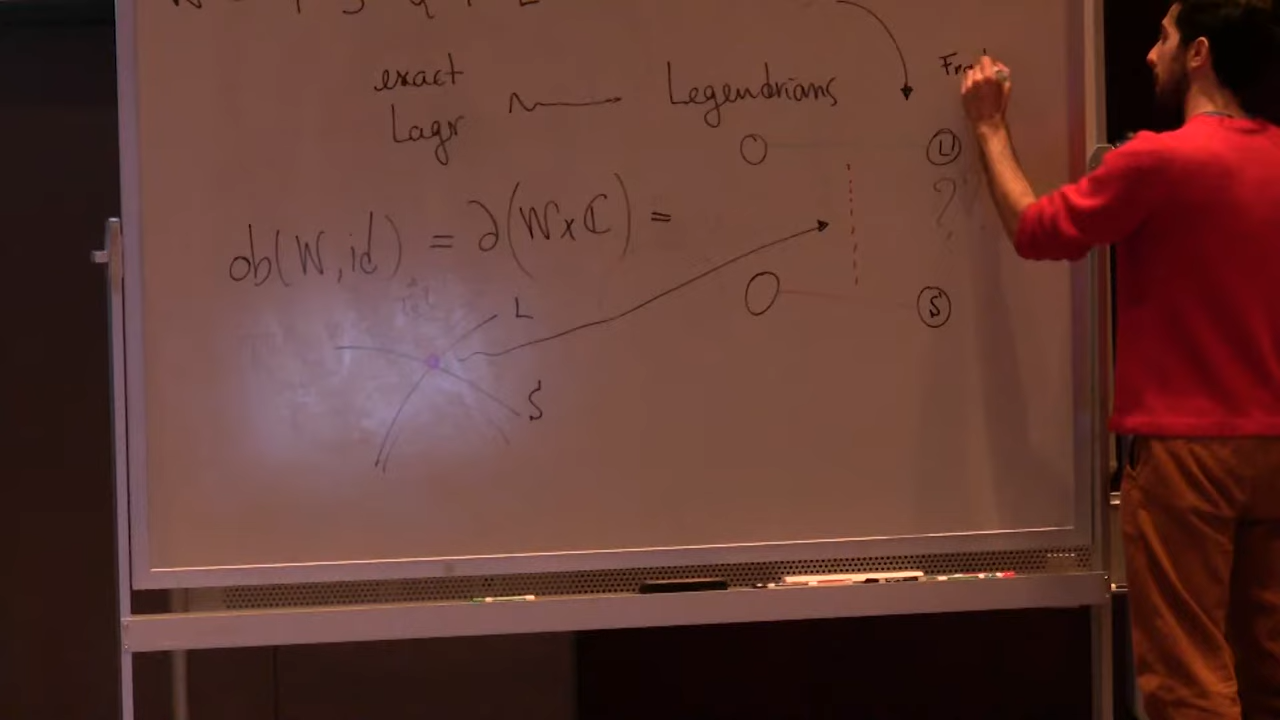 exact
Lagr
Legendrians
Λ
?
ob(W, id) = ∂(W×ℂ) =
L
S
S